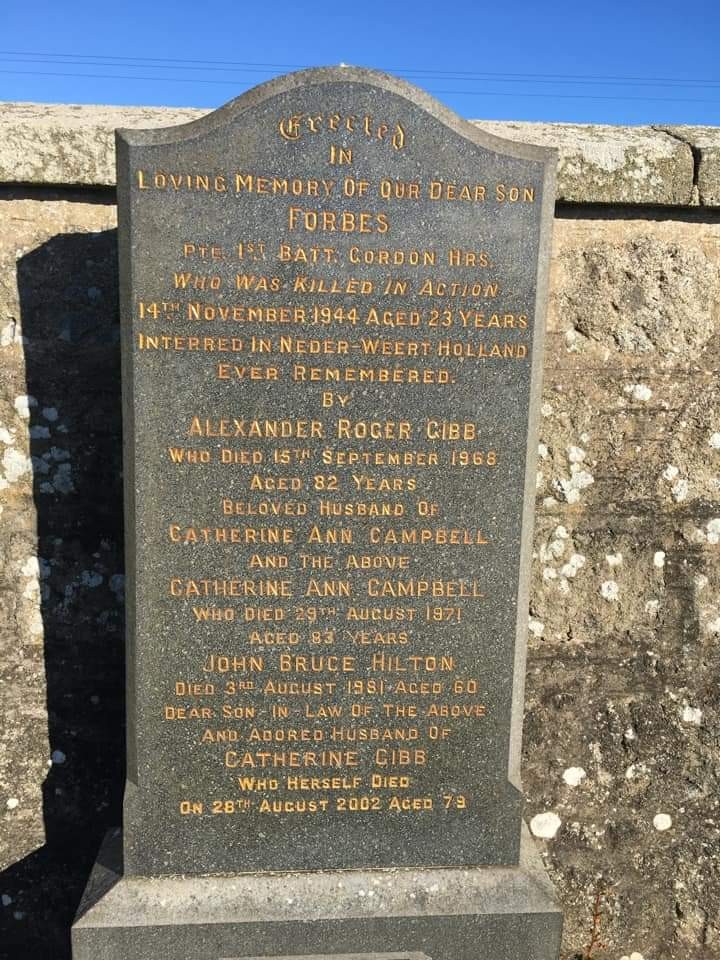 Erected
IN
LOVING MEMORY OF OUR DEAR SON
FORBES
PTE. 1ST BATT. GORDON HRS.
WHO WAS KILLED IN ACTION
14TH NOVEMBER 1944 AGED 23 YEARS
INTERRED IN NEDER-WEERT HOLLAND
EVER REMEMBERED.
BY
ALEXANDER ROGER GIBB
WHO DIED 15TH SEPTEMBER 1968
AGED 82 YEARS
BELOVED HUSBAND OF
CATHERINE ANN CAMPBELL
AND THE ABOVE
CATHERINE ANN CAMPBELL
WHO DIED 29TH AUGUST 1971
AGED 83 YEARS
JOHN BRUCE HILTON
DIED 3RD AUGUST 1981 AGED 60
DEAR SON-IN-LAW OF THE ABOVE
AND ADORED HUSBAND OF
CATHERINE GIBB
WHO HERSELF DIED
ON 28TH AUGUST 2002 AGED 79